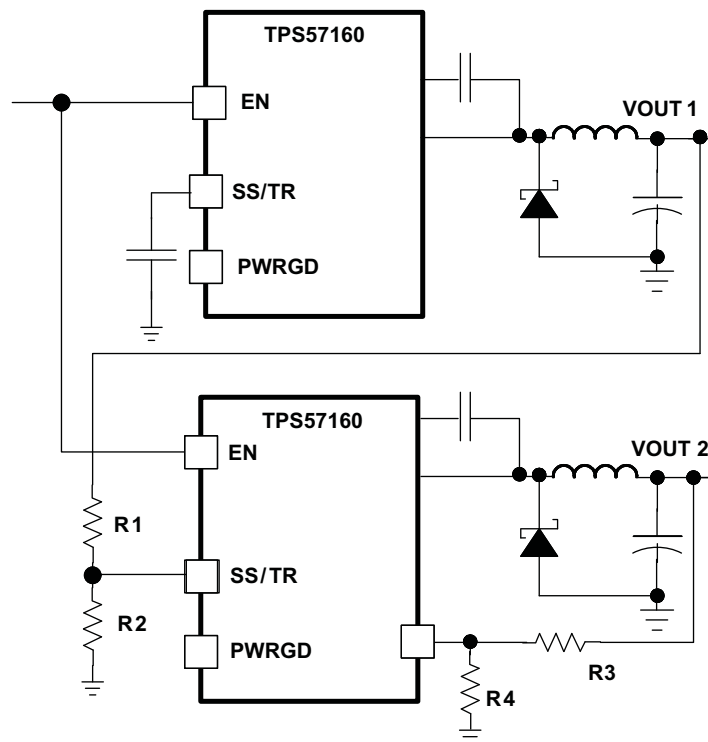 TPS57160
EN
VOUT 1
SS/TR
PWRGD
TPS57160
EN
VOUT 2
R1
SS/TR
R2
PWRGD
R3
R4